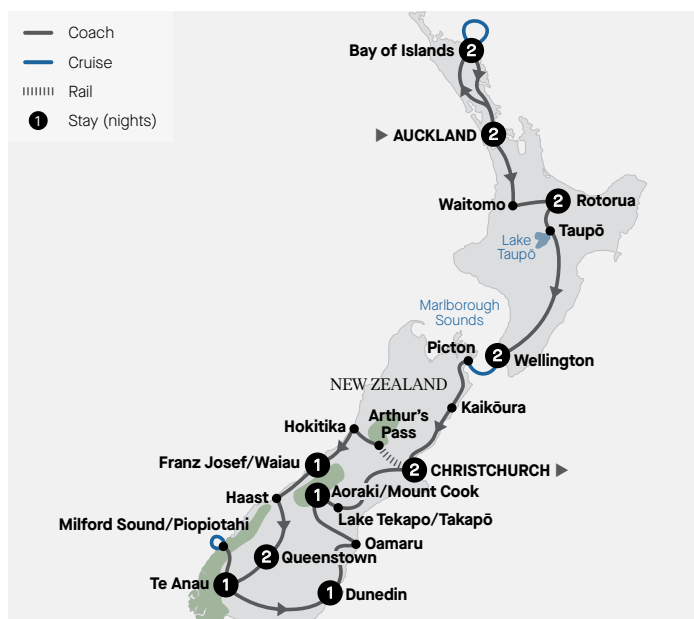 Coach
Cruise
Rail
1 Stay (nights)
Bay of Islands 2
AUCKLAND 2
Waitomo
2 Rotorua
Taupō
Lake
Taupō
Marlborough
Sounds
Picton
2 Wellington
NEW ZEALAND
Kaikōura
Arthur's
Pass
Hokitika
Franz Josef/Waiau 1
2 CHRISTCHURCH
1 Aoraki/Mount Cook
Haast
Lake Tekapo/Takapō
Milford Sound/Piopiotahi
Oamaru
2 Queenstown
Te Anau 1
1 Dunedin